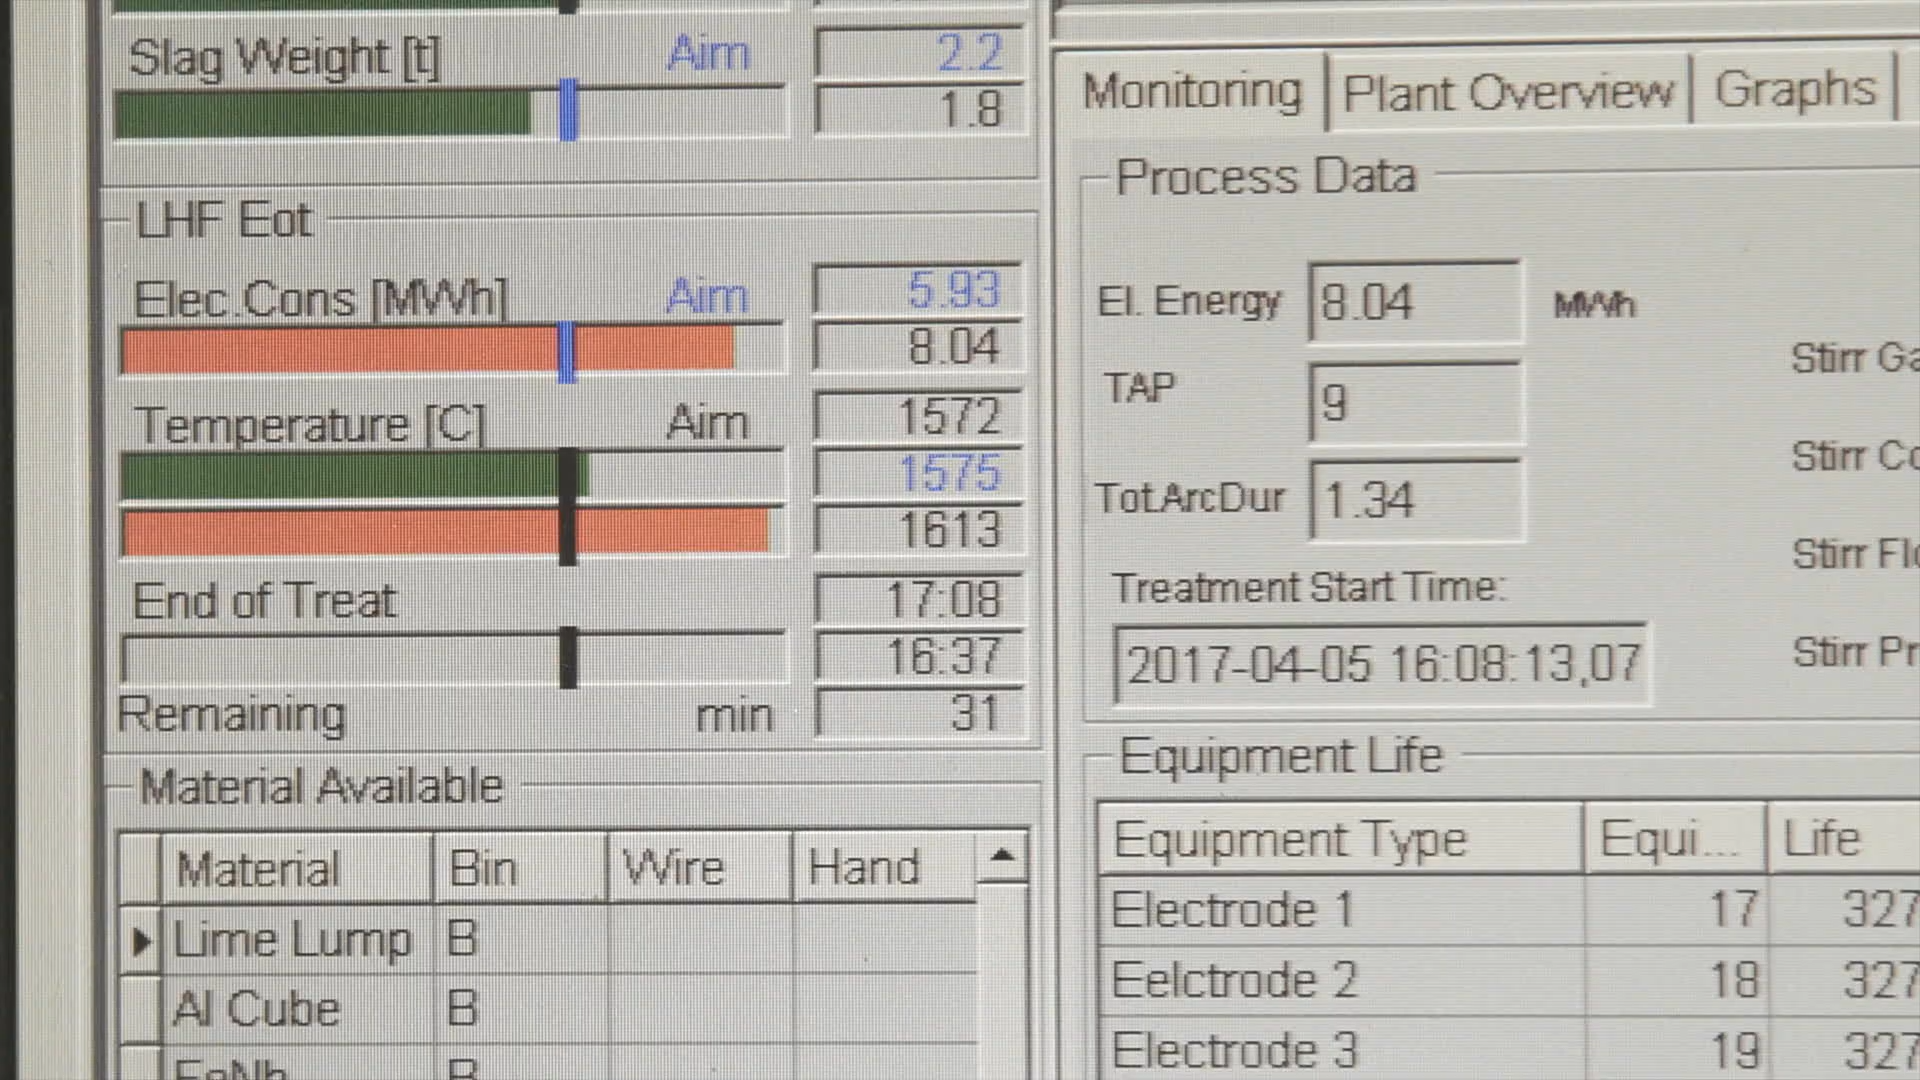 Slag Weight [t] Aim 2.2
1.8
LHF Eot
Elec.Cons [MWh] Aim 5.93
8.04
Temperature [C] Aim 1572
1575
1613
End of Treat 17:08
16:37
Remaining min 31
Material Available
Material Bin Wire Hand
Lime Lump B
Al Cube B
FeNb B
Monitoring Plant Overview Graphs
Process Data
El. Energy 8.04 MWh
TAP 9
Tot.ArcDur 1.34
Treatment Start Time:
2017-04-05 16:08:13,07
Stirr Ga
Stirr Co
Stirr Flo
Stirr Pr
Equipment Life
Equipment Type Equi... Life
Electrode 1 17 327
Eelctrode 2 18 327
Electrode 3 19 327